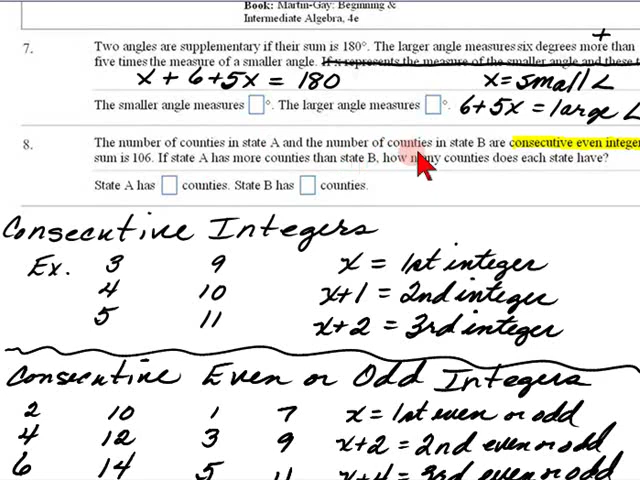 Book: Martin-Gay: Beginning &
Intermediate Algebra, 4e
+
7. Two angles are supplementary if their sum is 180°. The larger angle measures six degrees more than
five times the measure of a smaller angle. If x represents the measure of the smaller angle and these t
x + 6 + 5x = 180 x = small ∠
The smaller angle measures °. The larger angle measures °. 6 + 5x = large ∠
8. The number of counties in state A and the number of counties in state B are consecutive even integer
sum is 106. If state A has more counties than state B, how many counties does each state have?
State A has counties. State B has counties.
Consecutive Integers
Ex. 3 9 x = 1st integer
4 10 x+1 = 2nd integer
5 11 x+2 = 3rd integer
Consecutive Even or Odd Integers
2 10 1 7 x = 1st even or odd
4 12 3 9 x+2 = 2nd even or odd
6 14 5 11 x+4 = 3rd even or odd